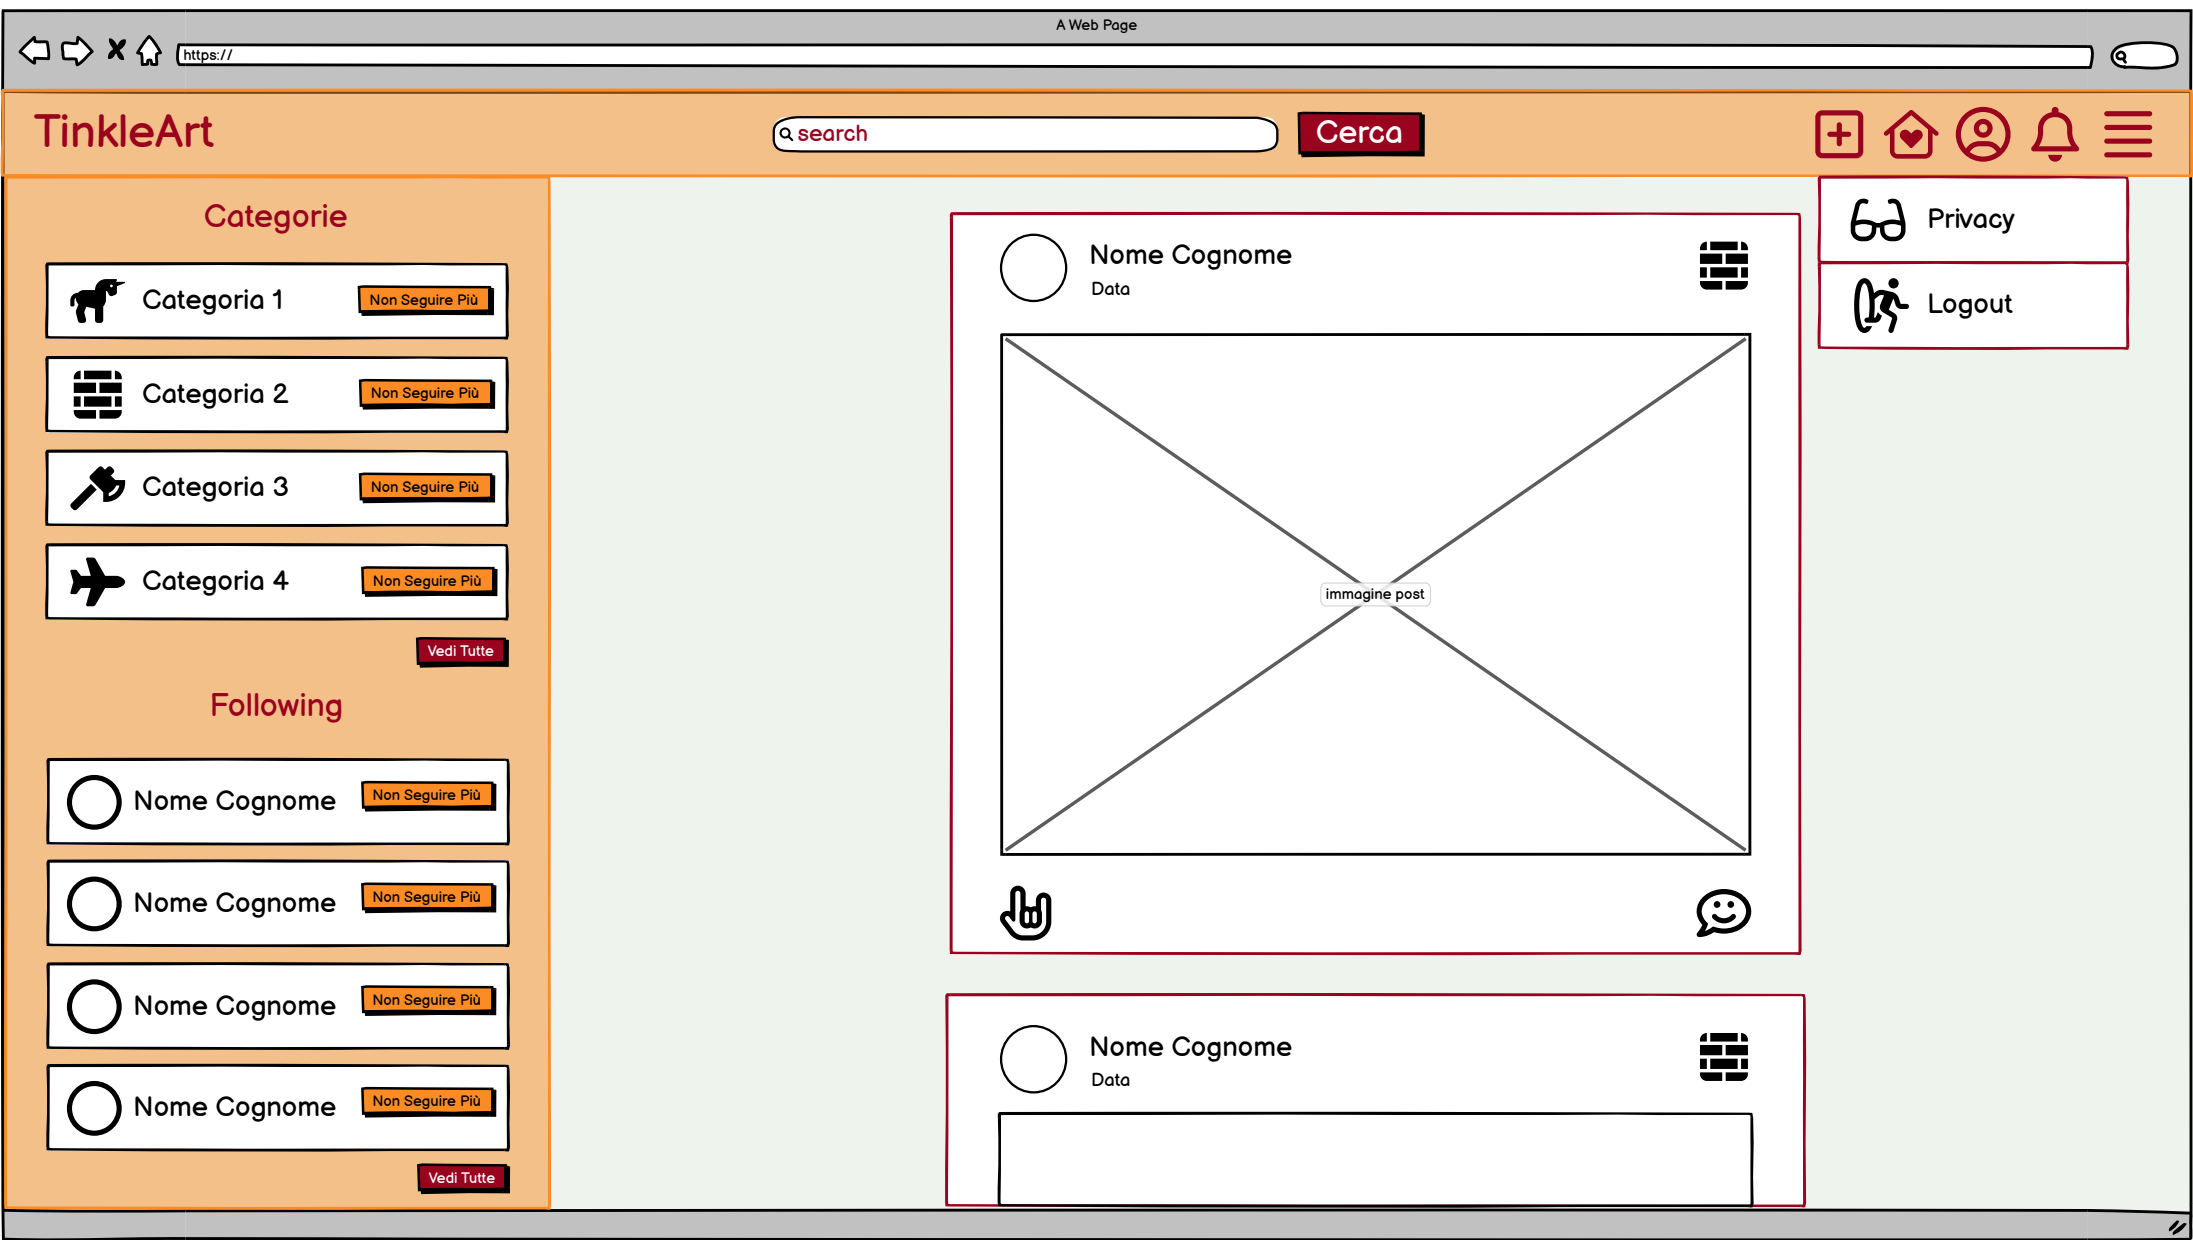 A Web Page
https://
TinkleArt
search
Cerca
Categorie
Categoria 1
Non Seguire Più
Categoria 2
Non Seguire Più
Categoria 3
Non Seguire Più
Categoria 4
Non Seguire Più
Vedi Tutte
Following
Nome Cognome
Non Seguire Più
Nome Cognome
Non Seguire Più
Nome Cognome
Non Seguire Più
Nome Cognome
Non Seguire Più
Vedi Tutte
Nome Cognome
Data
immagine post
Nome Cognome
Data
Privacy
Logout